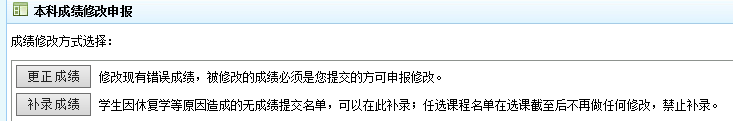 本科成绩修改申报
成绩修改方式选择：
更正成绩 修改现有错误成绩，被修改的成绩必须是您提交的方可申报修改。
补录成绩 学生因休复学等原因造成的无成绩提交名单，可以在此补录；任选课程名单在选课截至后不再做任何修改，禁止补录。